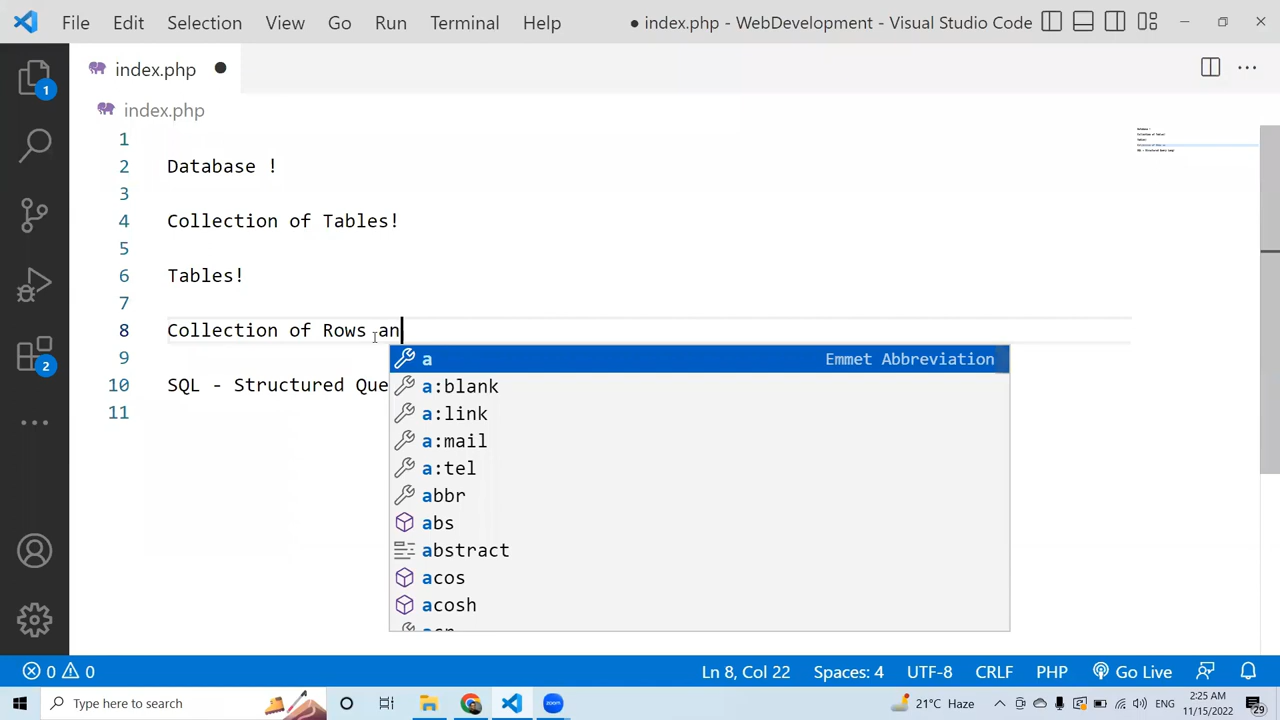 File Edit Selection View Go Run Terminal Help ● index.php - WebDevelopment - Visual Studio Code
index.php
index.php
1
2 Database !
3
4 Collection of Tables!
5
6 Tables!
7
8 Collection of Rows an
9
10 SQL - Structured Que
11
a Emmet Abbreviation
a:blank
a:link
a:mail
a:tel
abbr
abs
abstract
acos
acosh
1
2
0 0 Ln 8, Col 22 Spaces: 4 UTF-8 CRLF PHP Go Live
Type here to search zoom 21°C Haze ENG 2:25 AM
11/15/2022
29